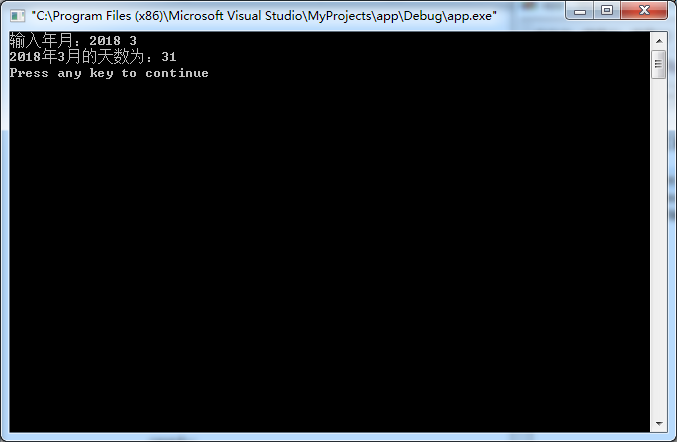 "C:\Program Files (x86)\Microsoft Visual Studio\MyProjects\app\Debug\app.exe"
输入年月：2018 3
2018年3月的天数为：31
Press any key to continue